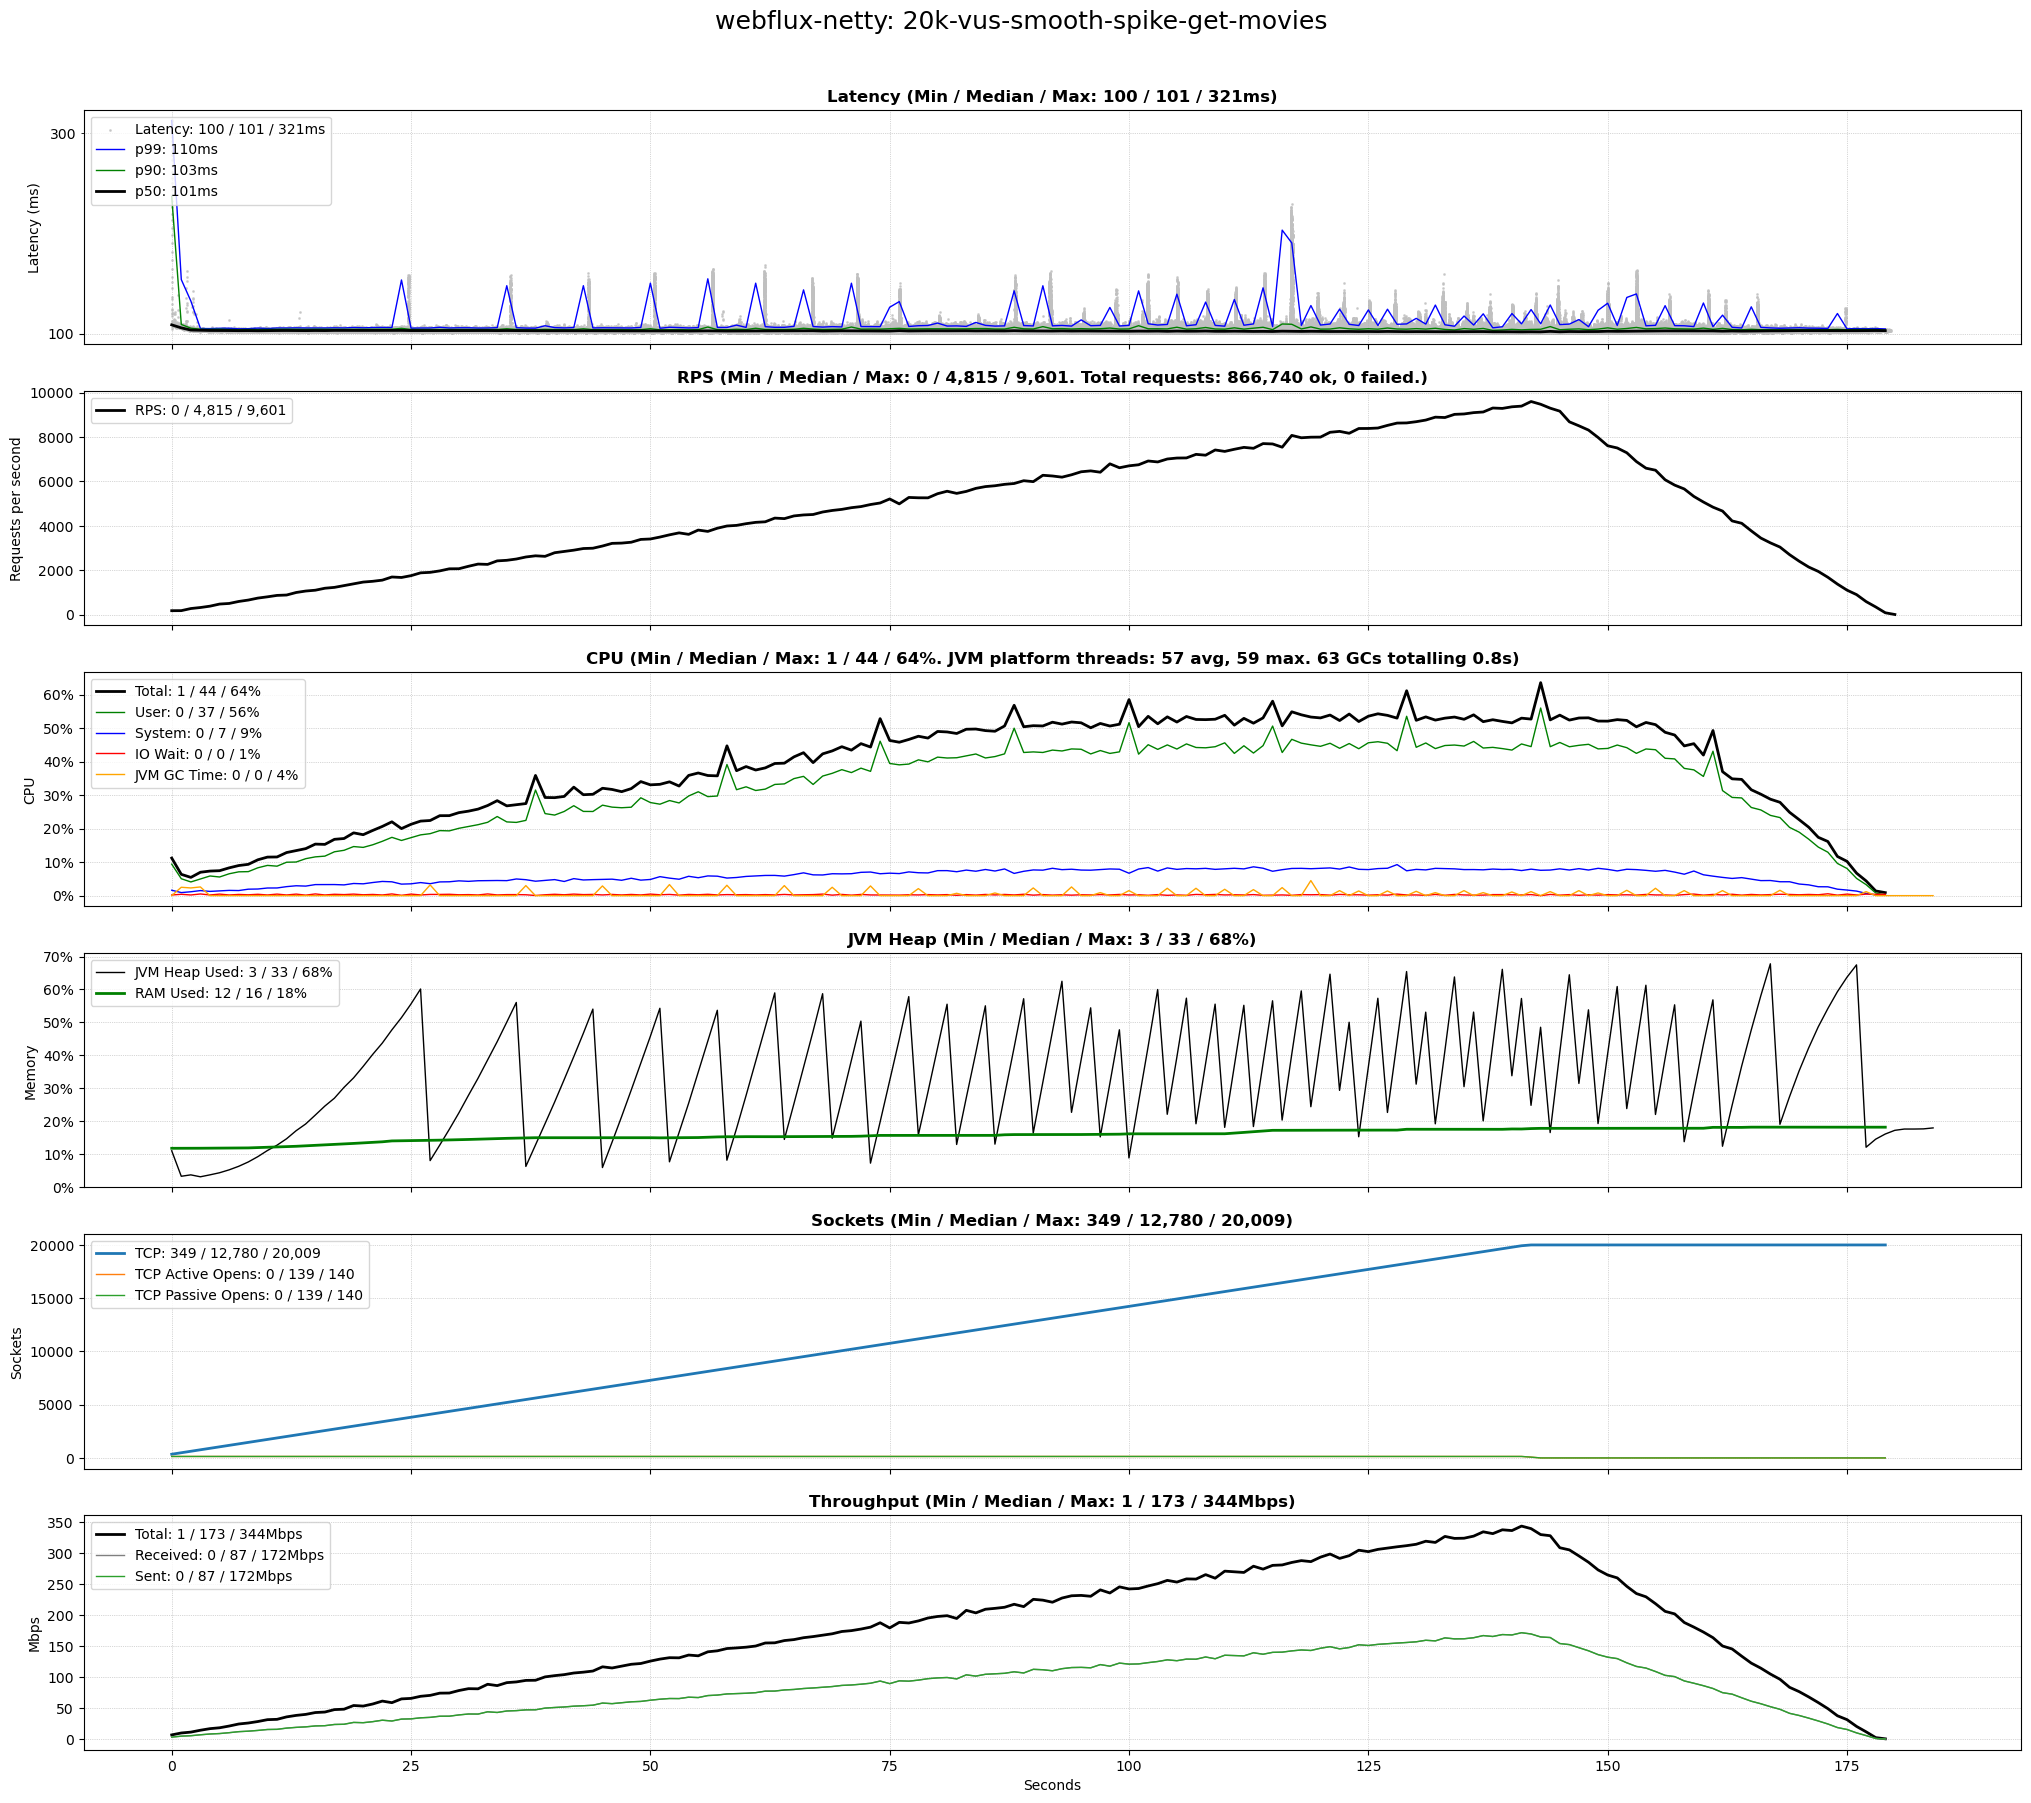 webflux-netty: 20k-vus-smooth-spike-get-movies
Latency (Min / Median / Max: 100 / 101 / 321ms)
Latency: 100 / 101 / 321ms
p99: 110ms
p90: 103ms
p50: 101ms
300
100
Latency (ms)
RPS (Min / Median / Max: 0 / 4,815 / 9,601. Total requests: 866,740 ok, 0 failed.)
RPS: 0 / 4,815 / 9,601
10000
8000
6000
4000
2000
0
Requests per second
CPU (Min / Median / Max: 1 / 44 / 64%. JVM platform threads: 57 avg, 59 max. 63 GCs totalling 0.8s)
Total: 1 / 44 / 64%
User: 0 / 37 / 56%
System: 0 / 7 / 9%
IO Wait: 0 / 0 / 1%
JVM GC Time: 0 / 0 / 4%
60%
50%
40%
30%
20%
10%
0%
CPU
JVM Heap (Min / Median / Max: 3 / 33 / 68%)
JVM Heap Used: 3 / 33 / 68%
RAM Used: 12 / 16 / 18%
70%
60%
50%
40%
30%
20%
10%
0%
Memory
Sockets (Min / Median / Max: 349 / 12,780 / 20,009)
TCP: 349 / 12,780 / 20,009
TCP Active Opens: 0 / 139 / 140
TCP Passive Opens: 0 / 139 / 140
20000
15000
10000
5000
0
Sockets
Throughput (Min / Median / Max: 1 / 173 / 344Mbps)
Total: 1 / 173 / 344Mbps
Received: 0 / 87 / 172Mbps
Sent: 0 / 87 / 172Mbps
350
300
250
200
150
100
50
0
Mbps
0 25 50 75 100 125 150 175
Seconds